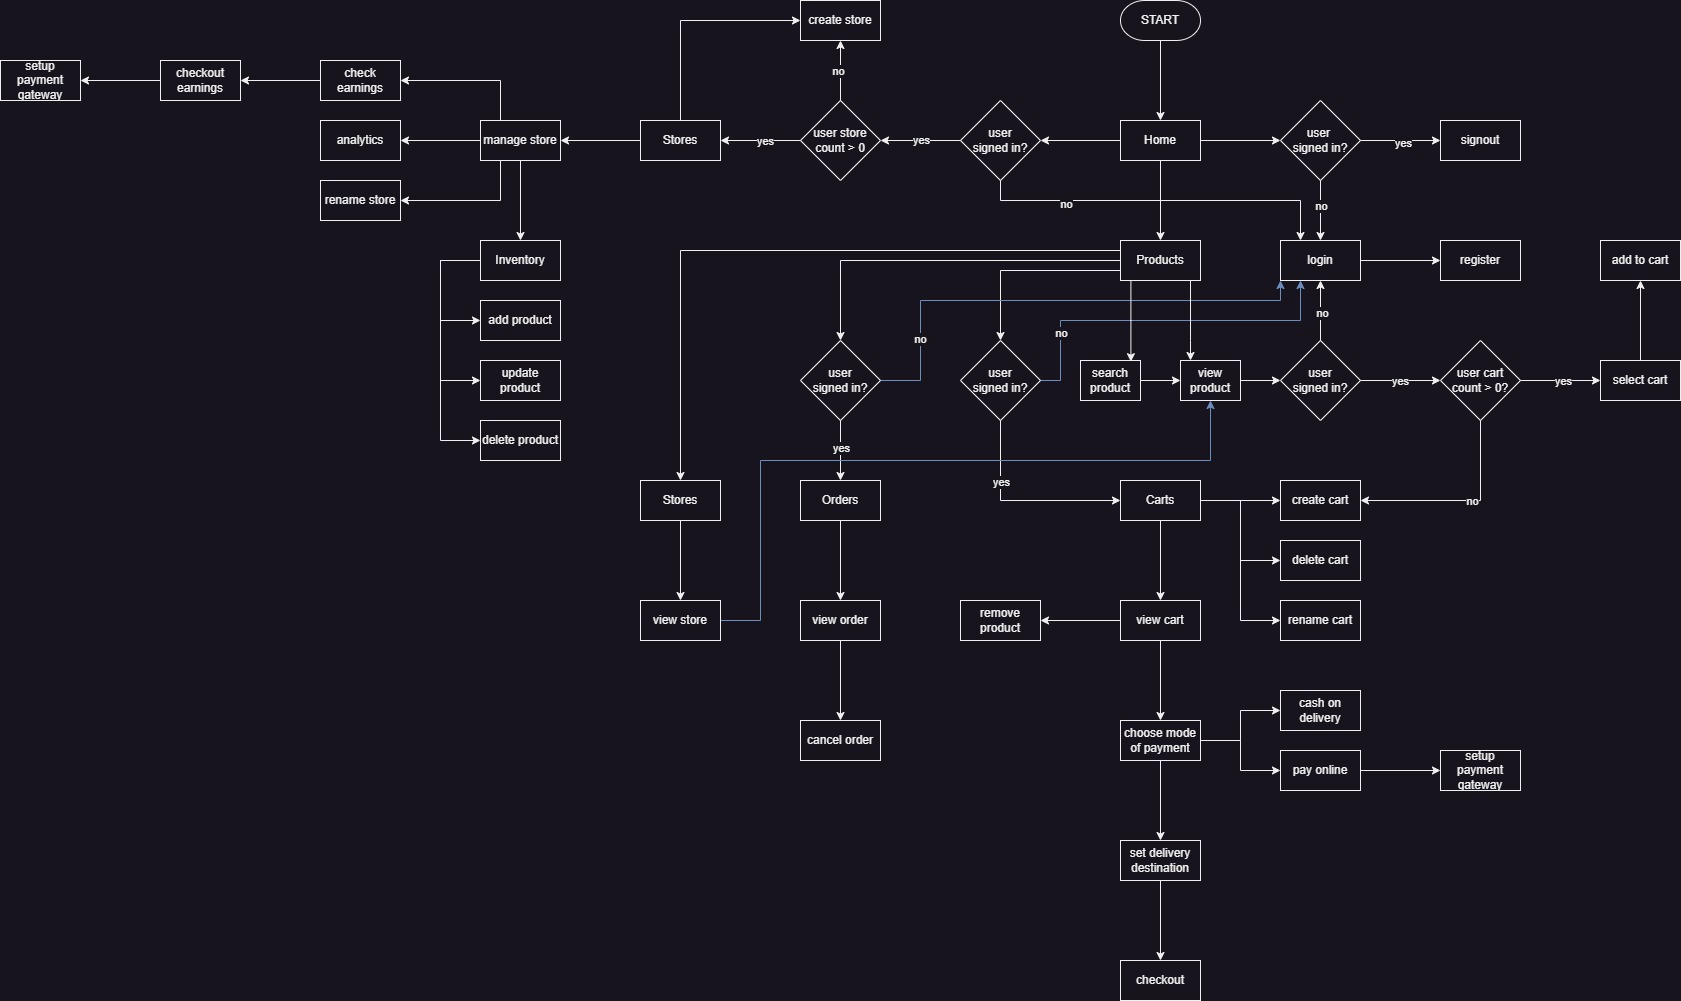 create store
START
setup
payment
gateway
checkout
earnings
check
earnings
no
analytics
manage store
Stores
yes
user store
count > 0
yes
user
signed in?
Home
user
signed in?
yes
signout
rename store
no
no
Inventory
Products
login
register
add to cart
add product
no
no
no
update
product
user
signed in?
user
signed in?
search
product
view
product
user
signed in?
yes
user cart
count > 0?
yes
select cart
delete product
yes
yes
Stores
Orders
Carts
create cart
no
delete cart
view store
view order
remove
product
view cart
rename cart
cash on
delivery
cancel order
choose mode
of payment
pay online
setup
payment
gateway
set delivery
destination
checkout